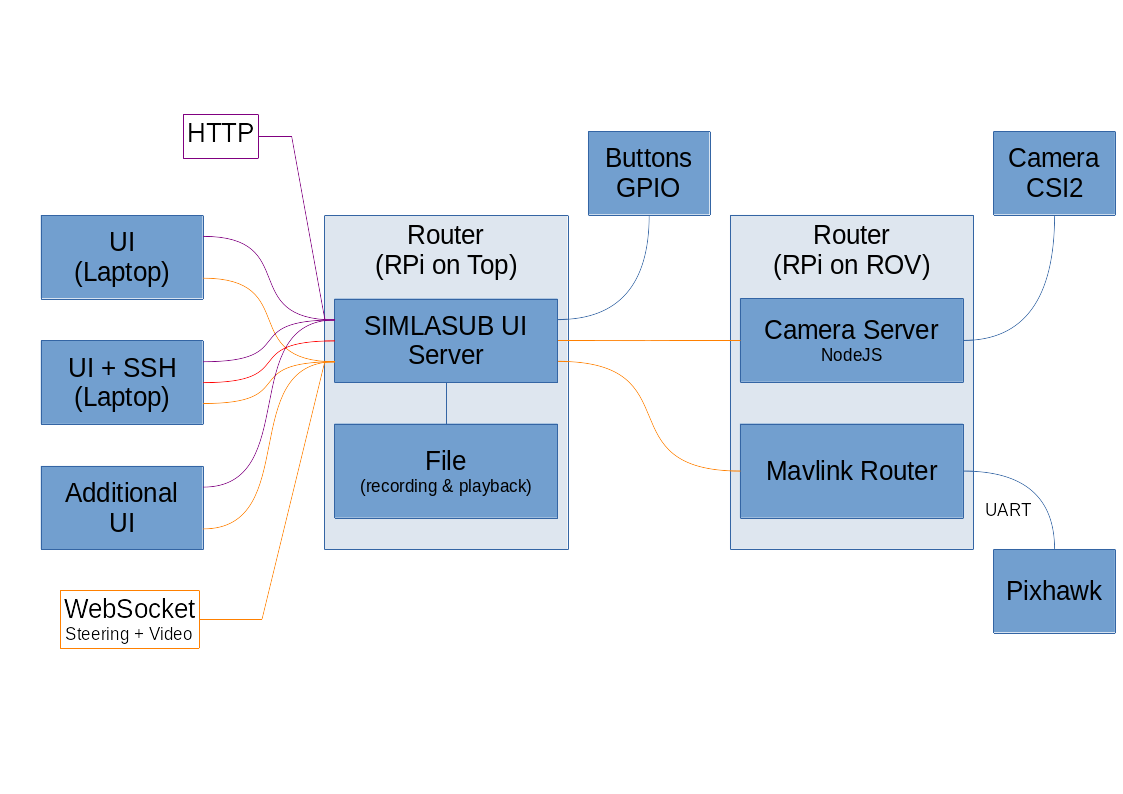 HTTP
Buttons
GPIO
Camera
CSI2
UI
(Laptop)
Router
(RPi on Top)
Router
(RPi on ROV)
SIMLASUB UI
Server
Camera Server
NodeJS
UI + SSH
(Laptop)
File
(recording & playback)
Mavlink Router
Additional
UI
UART
Pixhawk
WebSocket
Steering + Video